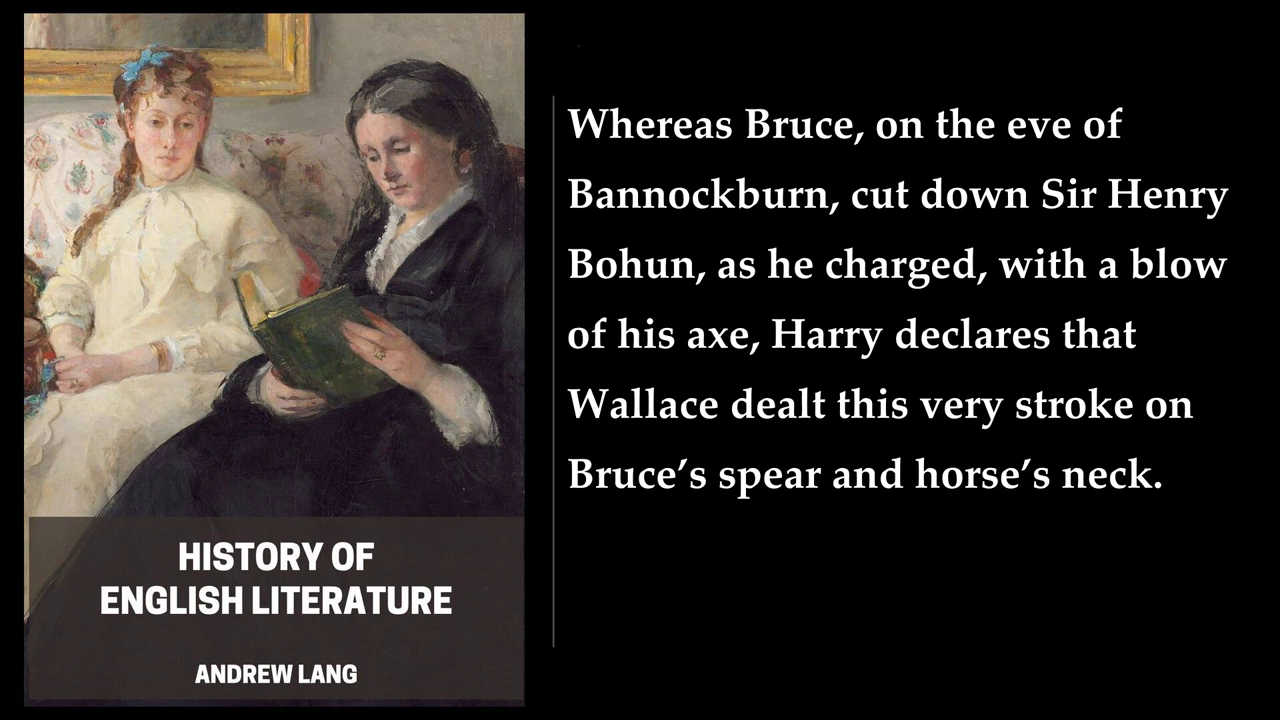 HISTORY OF
ENGLISH LITERATURE
ANDREW LANG
Whereas Bruce, on the eve of
Bannockburn, cut down Sir Henry
Bohun, as he charged, with a blow
of his axe, Harry declares that
Wallace dealt this very stroke on
Bruce’s spear and horse’s neck.